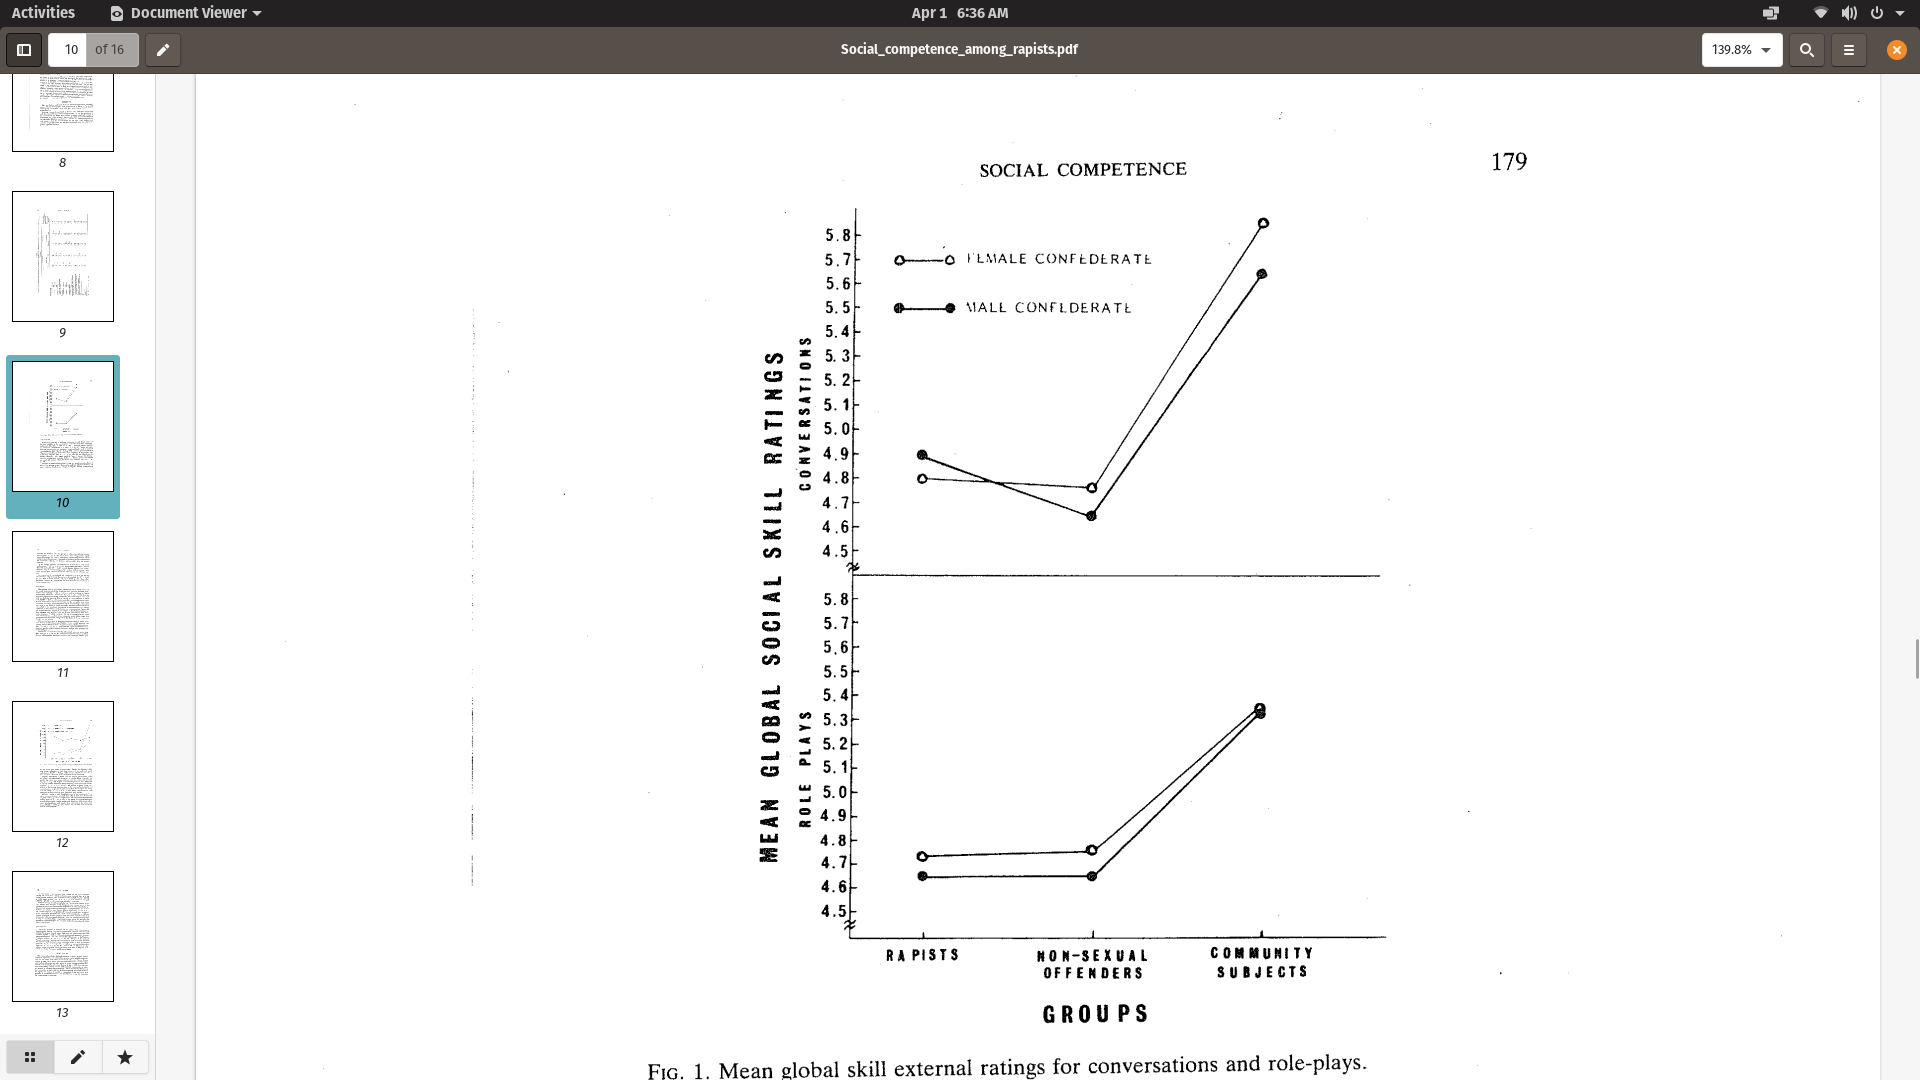 Activities
Document Viewer
Apr 1 6:36 AM
10 of 16
Social_competence_among_rapists.pdf
139.8%
8
9
10
11
12
13
SOCIAL COMPETENCE
179
MEAN GLOBAL SOCIAL SKILL RATINGS
CONVERSATIONS
5.8
5.7
5.6
5.5
5.4
5.3
5.2
5.1
5.0
4.9
4.8
4.7
4.6
4.5
FEMALE CONFEDERATE
MALE CONFEDERATE
ROLE PLAYS
5.8
5.7
5.6
5.5
5.4
5.3
5.2
5.1
5.0
4.9
4.8
4.7
4.6
4.5
RAPISTS
NON-SEXUAL
OFFENDERS
COMMUNITY
SUBJECTS
GROUPS
FIG. 1. Mean global skill external ratings for conversations and role-plays.